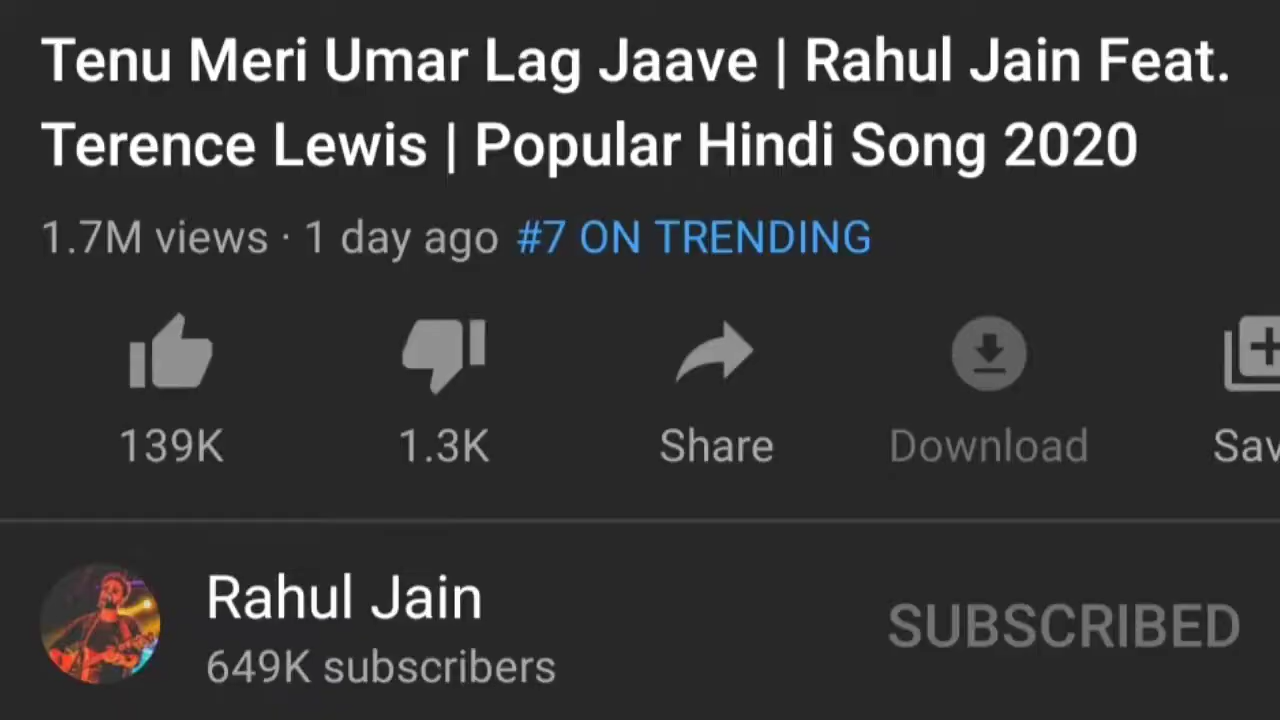 Tenu Meri Umar Lag Jaave | Rahul Jain Feat.
Terence Lewis | Popular Hindi Song 2020
1.7M views · 1 day ago #7 ON TRENDING
139K 1.3K Share Download Sav
Rahul Jain
649K subscribers
SUBSCRIBED